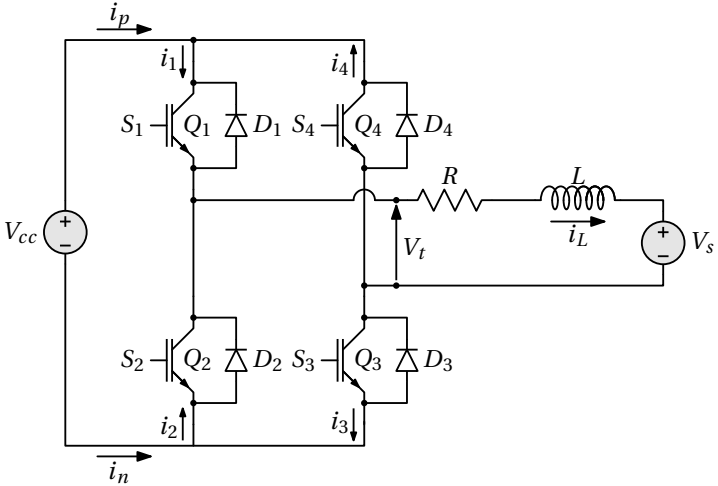 i_p
i_1
i_4
S_1 Q_1 D_1 S_4 Q_4 D_4
R L
+
−
V_cc
V_t
i_L
+
−
V_s
S_2 Q_2 D_2 S_3 Q_3 D_3
i_2
i_3
i_n